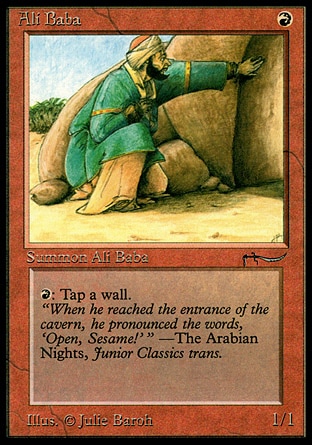 Ali Baba
Summon Ali Baba
: Tap a wall.
"When he reached the entrance of the
cavern, he pronounced the words,
'Open, Sesame!' " —The Arabian
Nights, Junior Classics trans.
Illus. © Julie Baroh
1/1